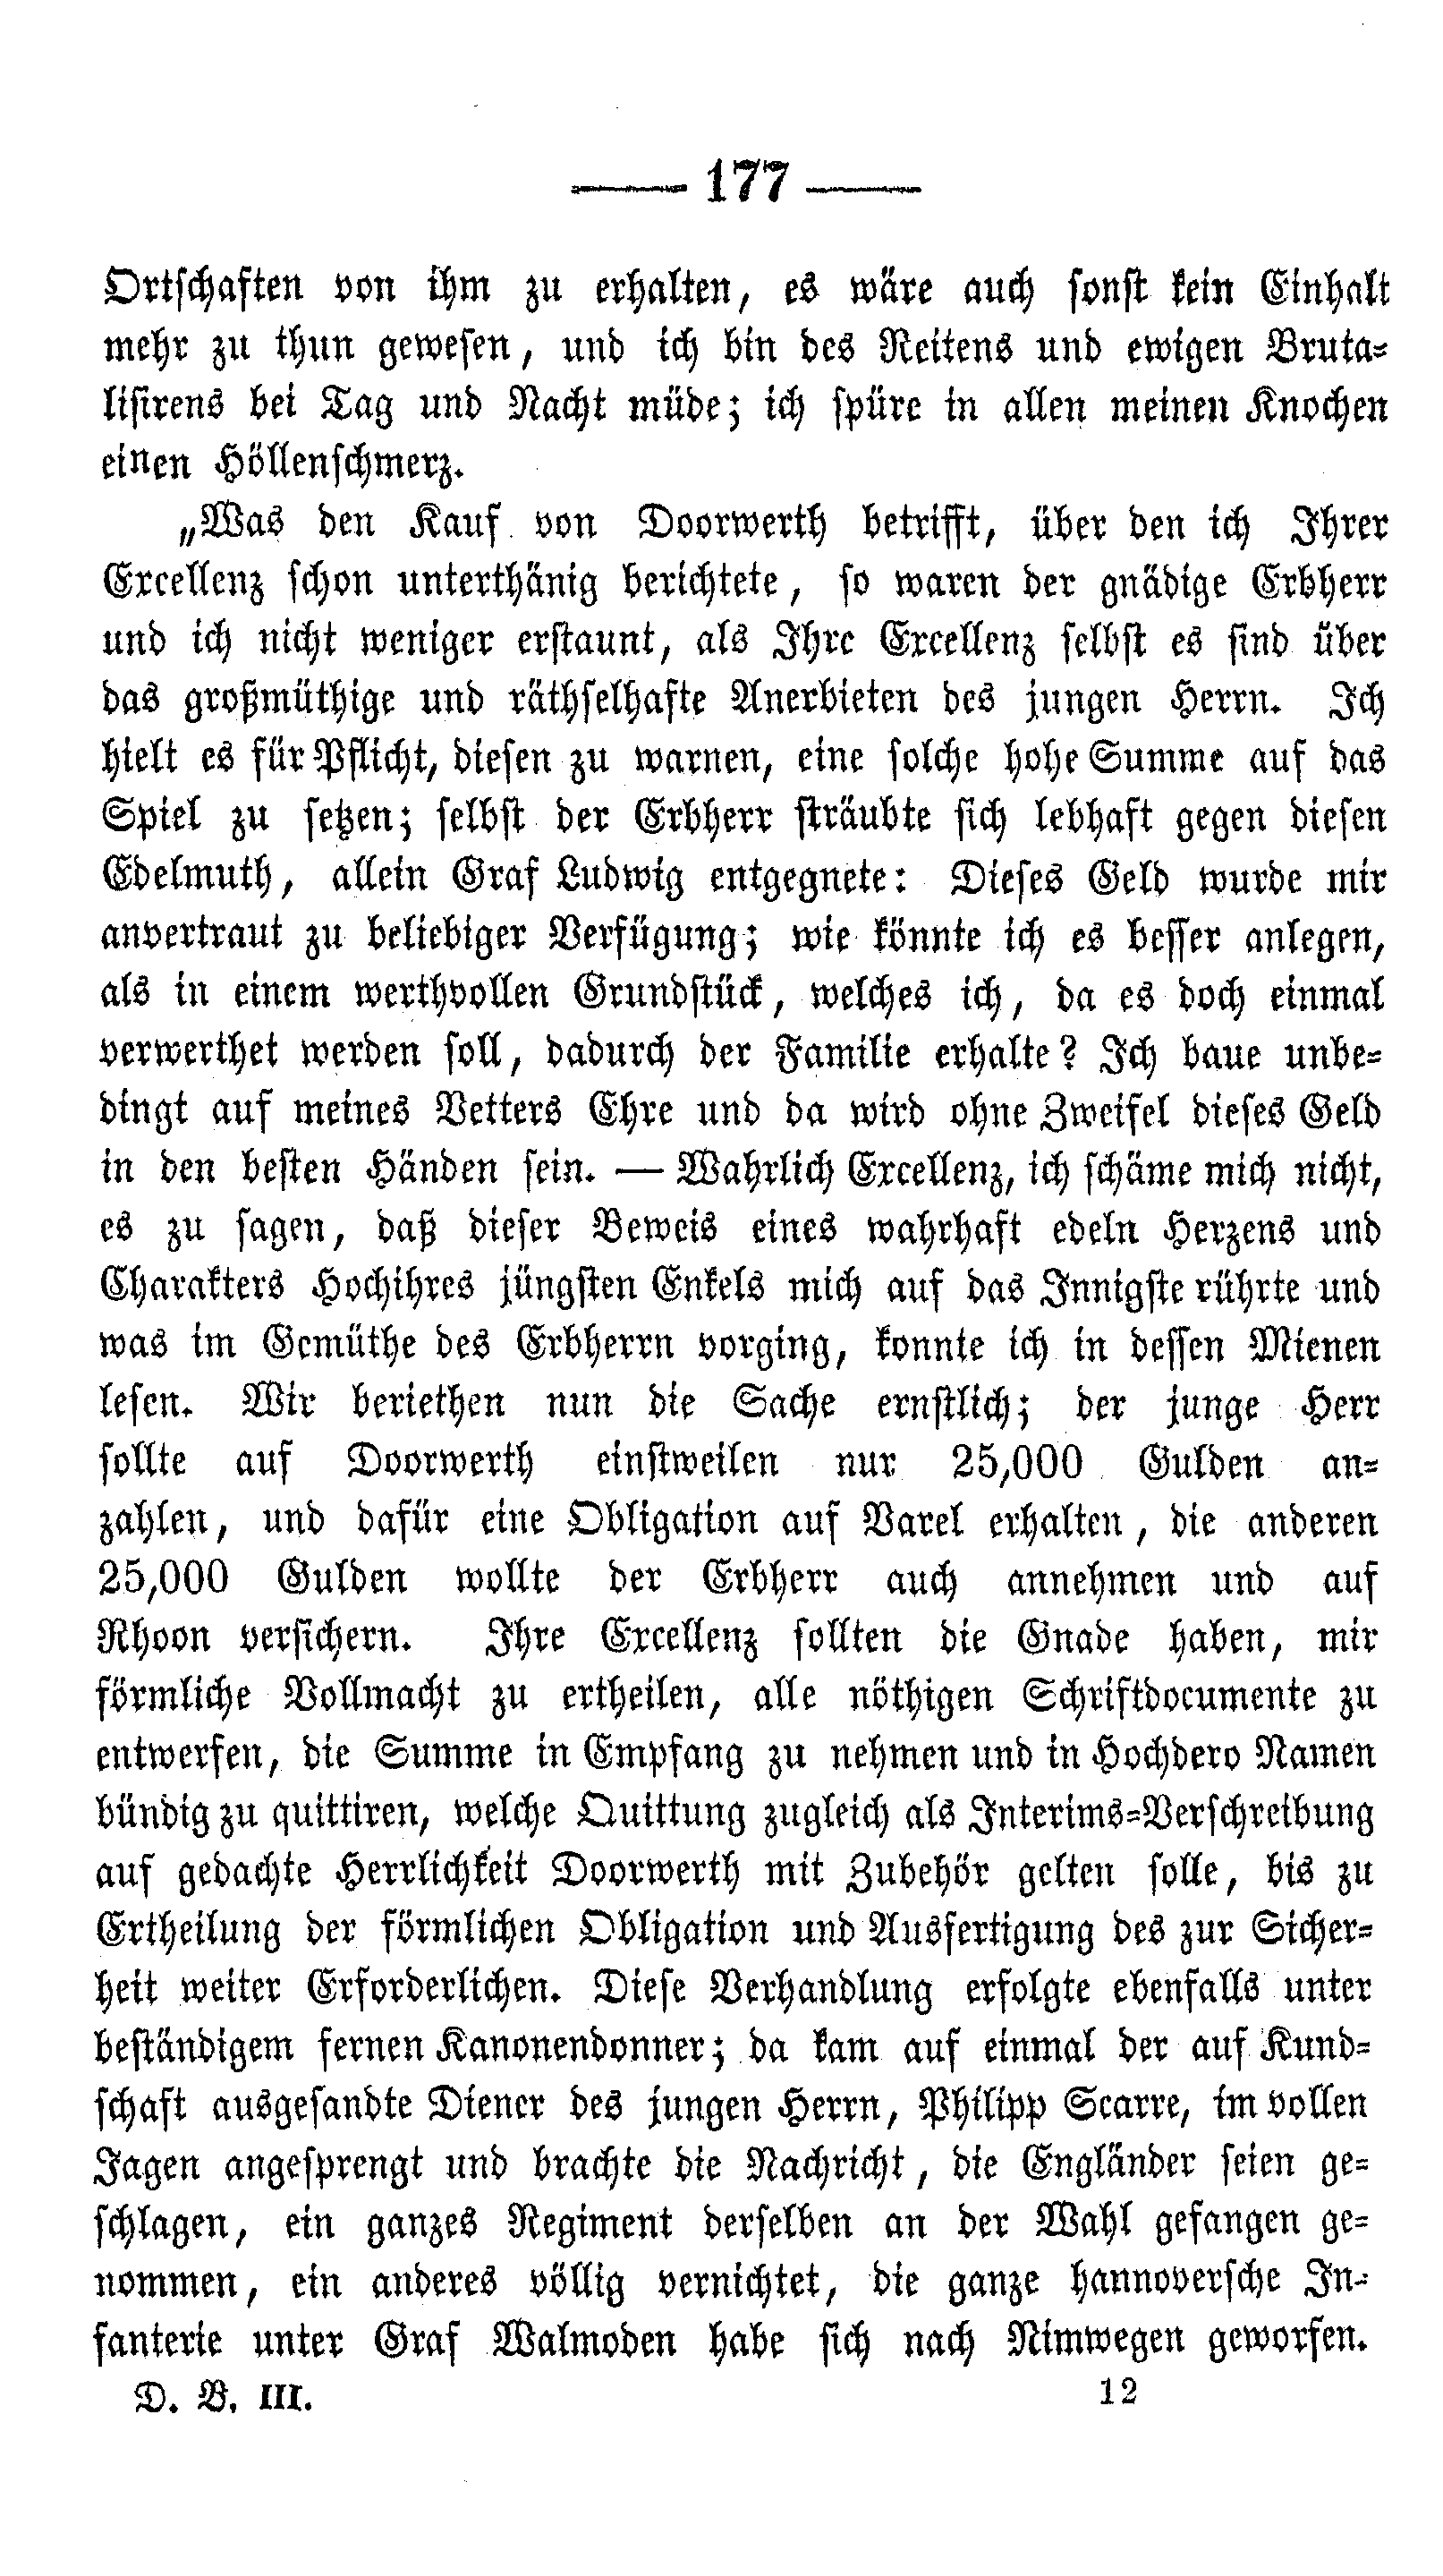 — 177 —
Ortschaften von ihm zu erhalten, es wäre auch sonst kein Einhalt
mehr zu thun gewesen, und ich bin des Reitens und ewigen Bruta-
lisirens bei Tag und Nacht müde; ich spüre in allen meinen Knochen
einen Höllenschmerz.
„Was den Kauf von Doorwerth betrifft, über den ich Ihrer
Excellenz schon unterthänig berichtete, so waren der gnädige Erbherr
und ich nicht weniger erstaunt, als Ihre Excellenz selbst es sind über
das großmüthige und räthselhafte Anerbieten des jungen Herrn. Ich
hielt es für Pflicht, diesen zu warnen, eine solche hohe Summe auf das
Spiel zu setzen; selbst der Erbherr sträubte sich lebhaft gegen diesen
Edelmuth, allein Graf Ludwig entgegnete: Dieses Geld wurde mir
anvertraut zu beliebiger Verfügung; wie könnte ich es besser anlegen,
als in einem werthvollen Grundstück, welches ich, da es doch einmal
verwerthet werden soll, dadurch der Familie erhalte? Ich baue unbe-
dingt auf meines Vetters Ehre und da wird ohne Zweifel dieses Geld
in den besten Händen sein. — Wahrlich Excellenz, ich schäme mich nicht,
es zu sagen, daß dieser Beweis eines wahrhaft edeln Herzens und
Charakters Hochihres jüngsten Enkels mich auf das Innigste rührte und
was im Gemüthe des Erbherrn vorging, konnte ich in dessen Mienen
lesen. Wir beriethen nun die Sache ernstlich; der junge Herr
sollte auf Doorwerth einstweilen nur 25,000 Gulden an-
zahlen, und dafür eine Obligation auf Varel erhalten, die anderen
25,000 Gulden wollte der Erbherr auch annehmen und auf
Rhoon versichern. Ihre Excellenz sollten die Gnade haben, mir
förmliche Vollmacht zu ertheilen, alle nöthigen Schriftdocumente zu
entwerfen, die Summe in Empfang zu nehmen und in Hochdero Namen
bündig zu quittiren, welche Quittung zugleich als Interims-Verschreibung
auf gedachte Herrlichkeit Doorwerth mit Zubehör gelten solle, bis zu
Ertheilung der förmlichen Obligation und Ausfertigung des zur Sicher-
heit weiter Erforderlichen. Diese Verhandlung erfolgte ebenfalls unter
beständigem fernen Kanonendonner; da kam auf einmal der auf Kund-
schaft ausgesandte Diener des jungen Herrn, Philipp Scarre, im vollen
Jagen angesprengt und brachte die Nachricht, die Engländer seien ge-
schlagen, ein ganzes Regiment derselben an der Wahl gefangen ge-
nommen, ein anderes völlig vernichtet, die ganze hannoversche In-
fanterie unter Graf Walmoden habe sich nach Nimwegen geworfen.
D. B. III. 12